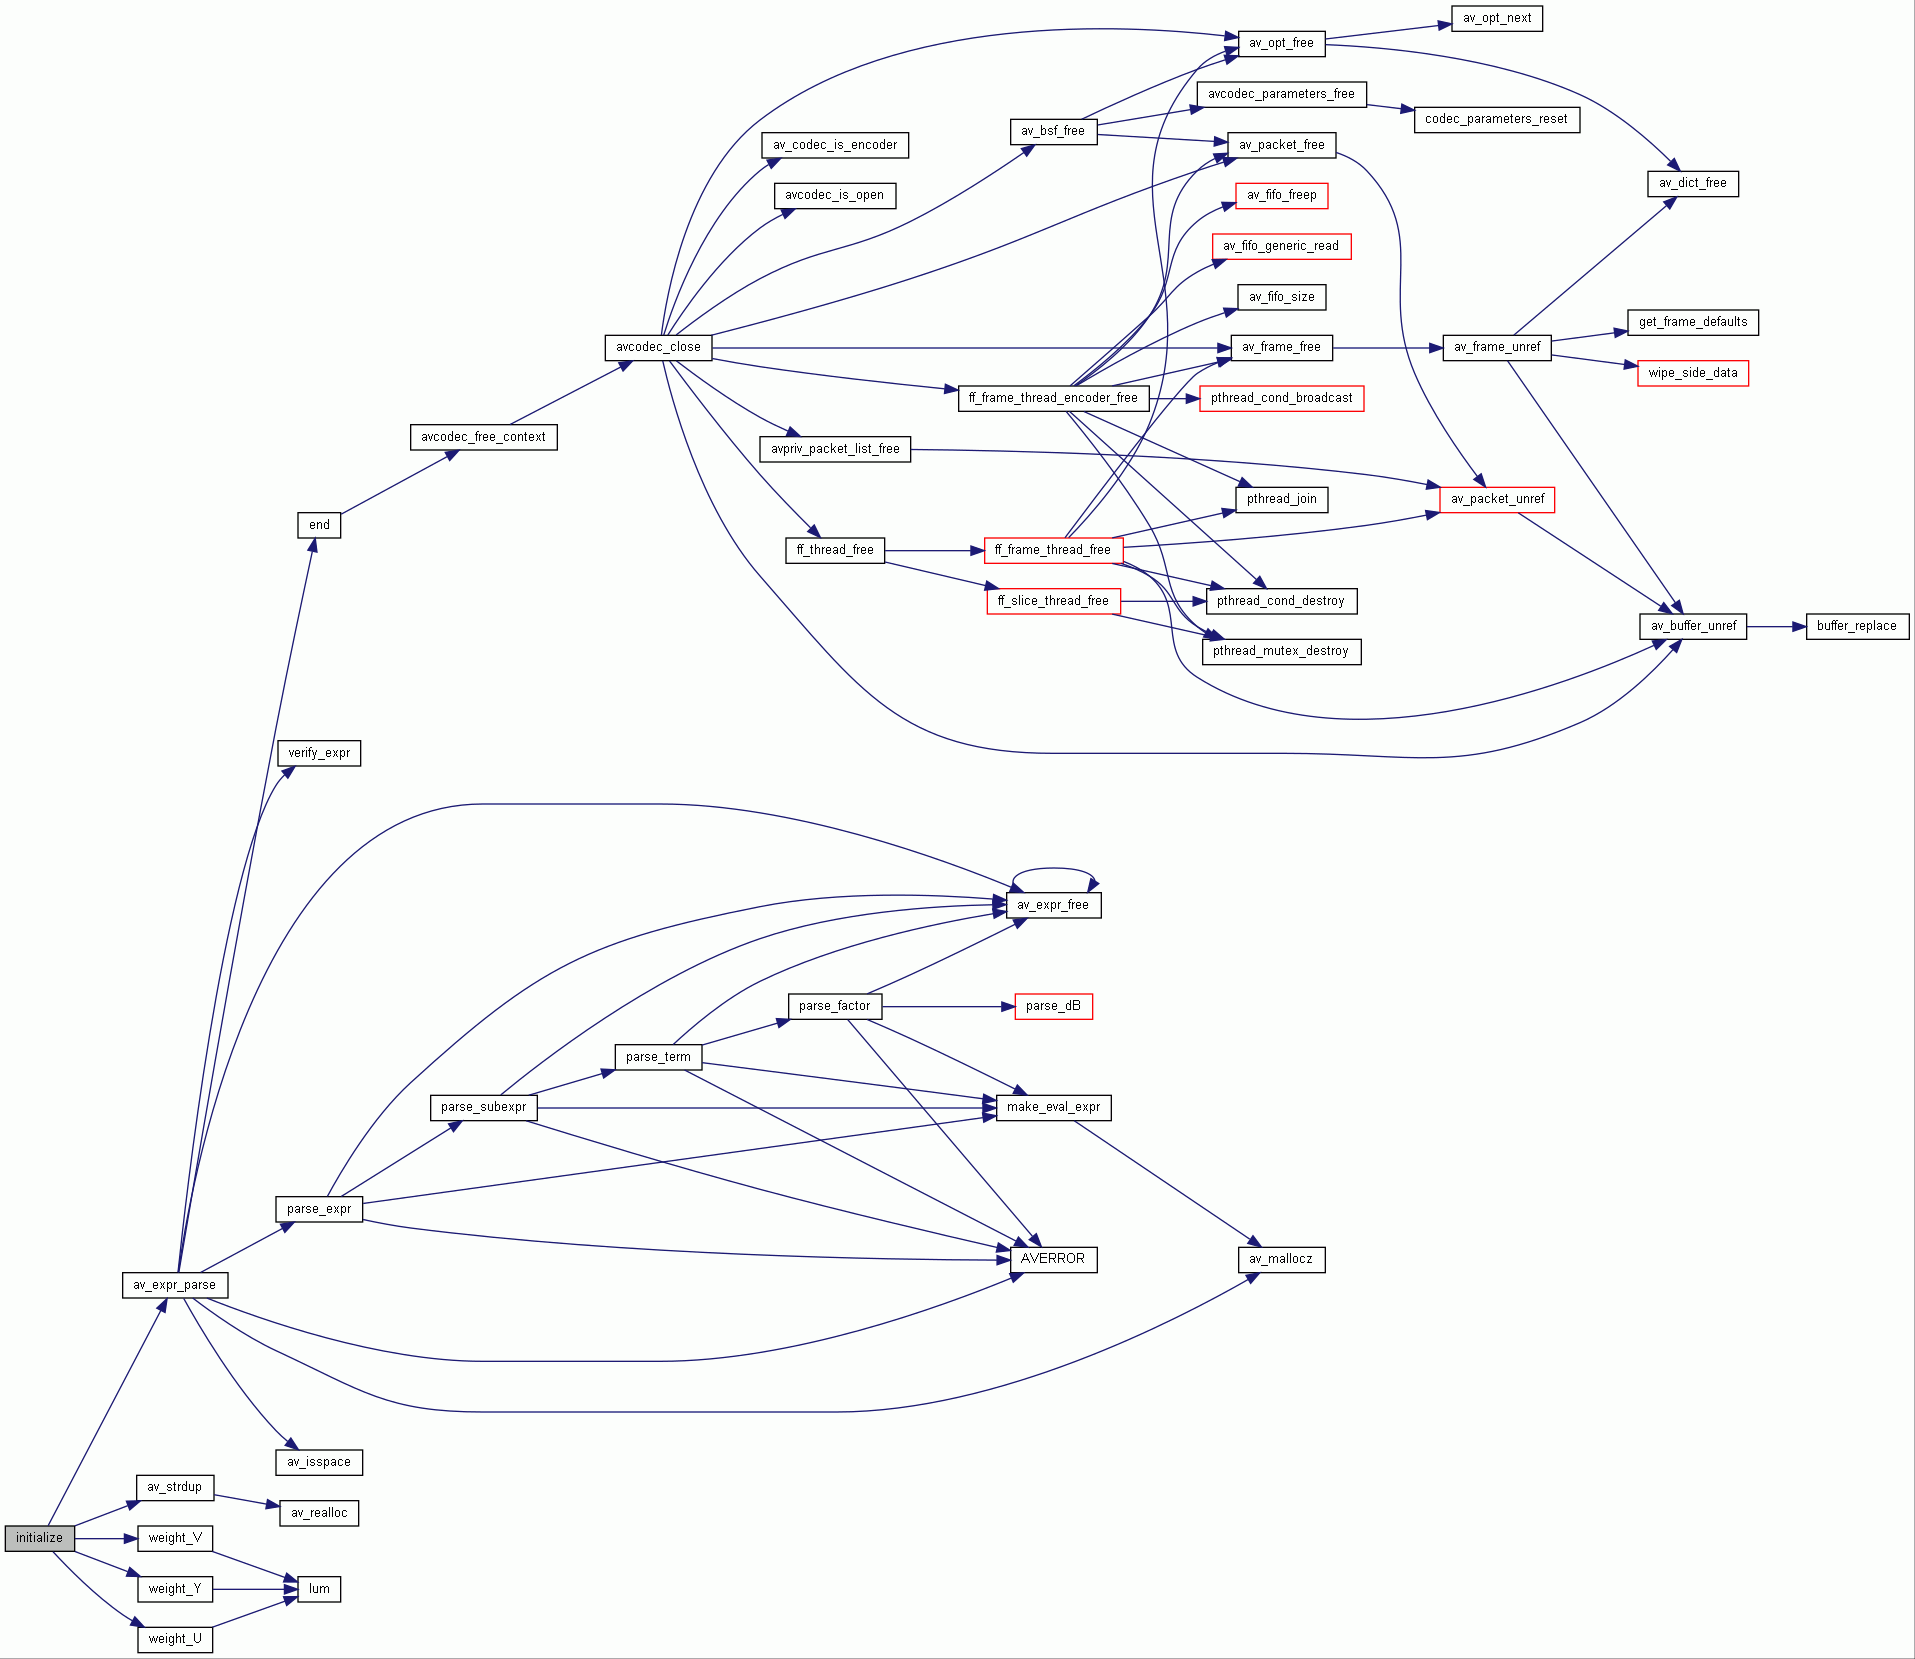 av_opt_next
av_opt_free
avcodec_parameters_free
codec_parameters_reset
av_bsf_free
av_codec_is_encoder
av_packet_free
av_dict_free
avcodec_is_open
av_fifo_freep
av_fifo_generic_read
av_fifo_size
get_frame_defaults
avcodec_close
av_frame_free
av_frame_unref
wipe_side_data
ff_frame_thread_encoder_free
pthread_cond_broadcast
avcodec_free_context
avpriv_packet_list_free
pthread_join
av_packet_unref
end
ff_thread_free
ff_frame_thread_free
ff_slice_thread_free
pthread_cond_destroy
av_buffer_unref
buffer_replace
pthread_mutex_destroy
verify_expr
av_expr_free
parse_factor
parse_dB
parse_term
parse_subexpr
make_eval_expr
parse_expr
AVERROR
av_mallocz
av_expr_parse
av_isspace
av_strdup
av_realloc
initialize
weight_V
weight_Y
lum
weight_U